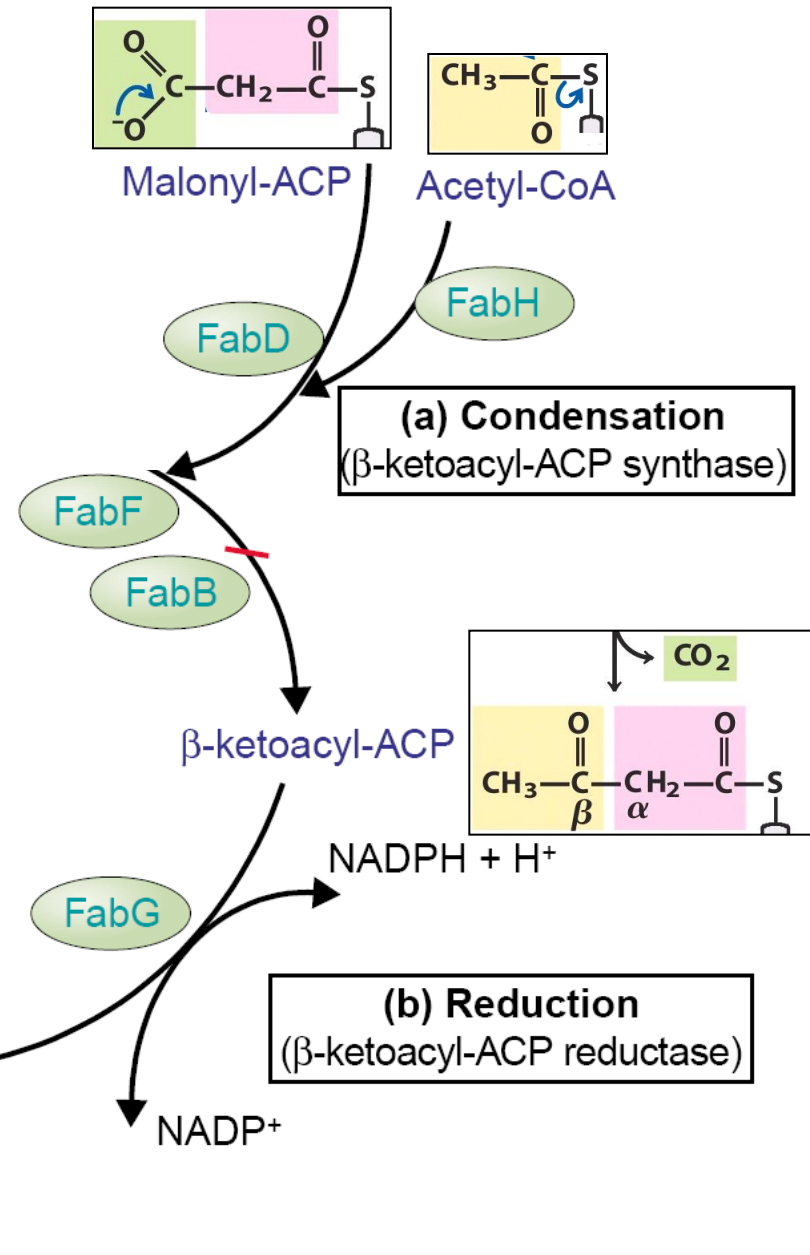 O
O
C—CH2—C—S
−O
CH3—C—S
O
Malonyl-ACP
Acetyl-CoA
FabH
FabD
(a) Condensation
(β-ketoacyl-ACP synthase)
FabF
FabB
CO2
β-ketoacyl-ACP
O
O
CH3—C—CH2—C—S
β
α
NADPH + H+
FabG
(b) Reduction
(β-ketoacyl-ACP reductase)
NADP+